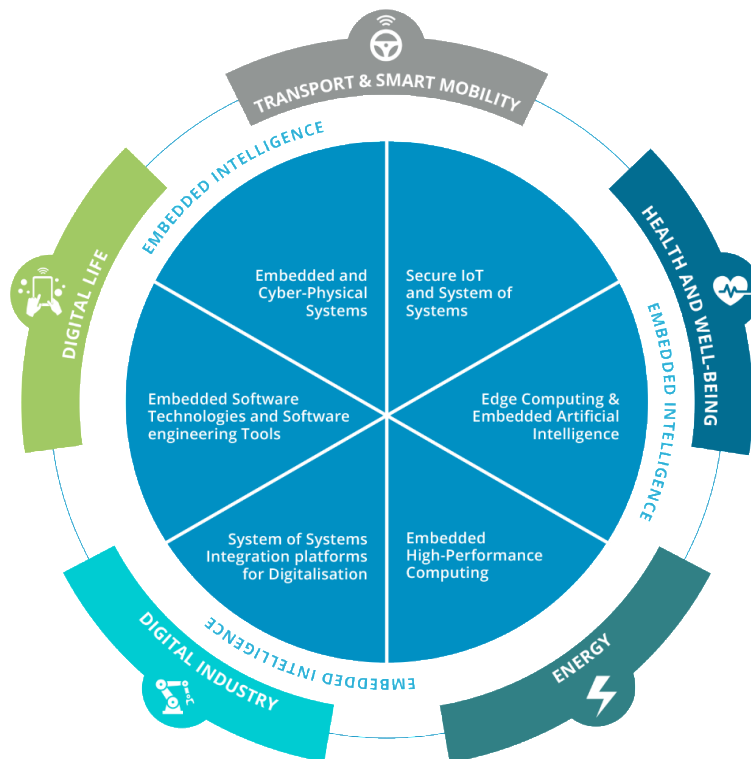 TRANSPORT & SMART MOBILITY
EMBEDDED INTELLIGENCE
HEALTH AND WELL-BEING
EMBEDDED INTELLIGENCE
DIGITAL LIFE
Embedded and
Cyber-Physical
Systems
Secure IoT
and System of
Systems
Embedded Software
Technologies and Software
engineering Tools
Edge Computing &
Embedded Artificial
Intelligence
System of Systems
Integration platforms
for Digitalisation
Embedded
High-Performance
Computing
EMBEDDED INTELLIGENCE
DIGITAL INDUSTRY
ENERGY